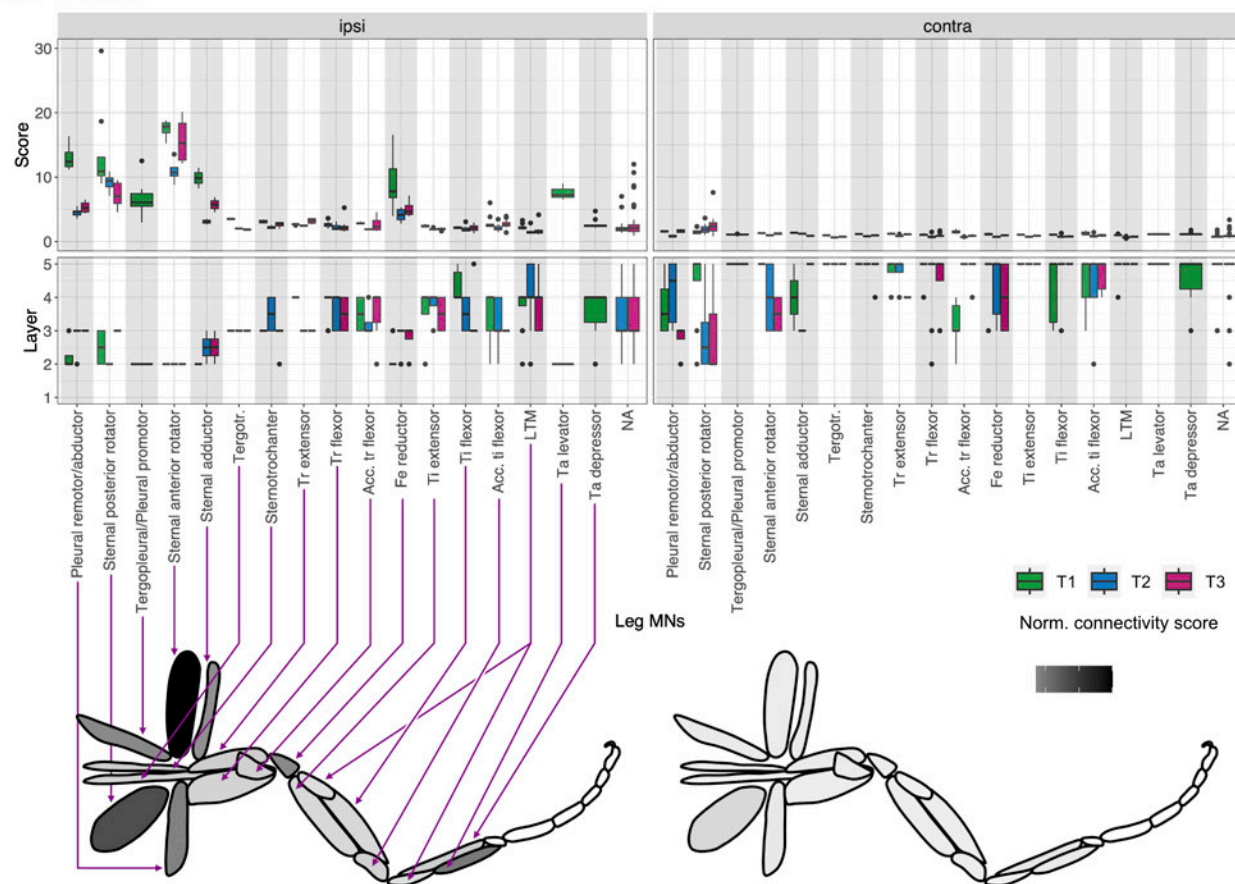 ipsi
contra
Score
30
20
10
0
Layer
5
4
3
2
1
Pleural remotor/abductor
Sternal posterior rotator
Tergopleural/Pleural promotor
Sternal anterior rotator
Sternal adductor
Tergotr.
Sternotrochanter
Tr extensor
Tr flexor
Acc. tr flexor
Fe reductor
Ti extensor
Ti flexor
Acc. ti flexor
LTM
Ta levator
Ta depressor
NA
Pleural remotor/abductor
Sternal posterior rotator
Tergopleural/Pleural promotor
Sternal anterior rotator
Sternal adductor
Tergotr.
Sternotrochanter
Tr extensor
Tr flexor
Acc. tr flexor
Fe reductor
Ti extensor
Ti flexor
Acc. ti flexor
LTM
Ta levator
Ta depressor
NA
T1 T2 T3
Leg MNs
Norm. connectivity score